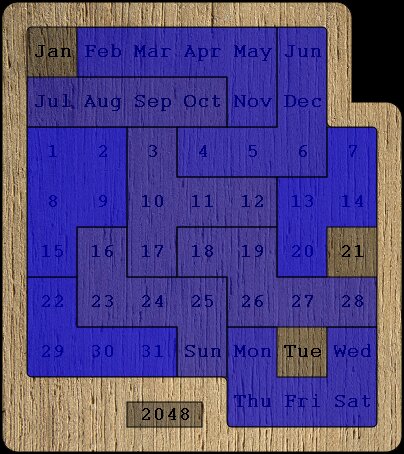 Jan Feb Mar Apr May Jun
Jul Aug Sep Oct Nov Dec
1 2 3 4 5 6 7
8 9 10 11 12 13 14
15 16 17 18 19 20 21
22 23 24 25 26 27 28
29 30 31 Sun Mon Tue Wed
Thu Fri Sat
2048